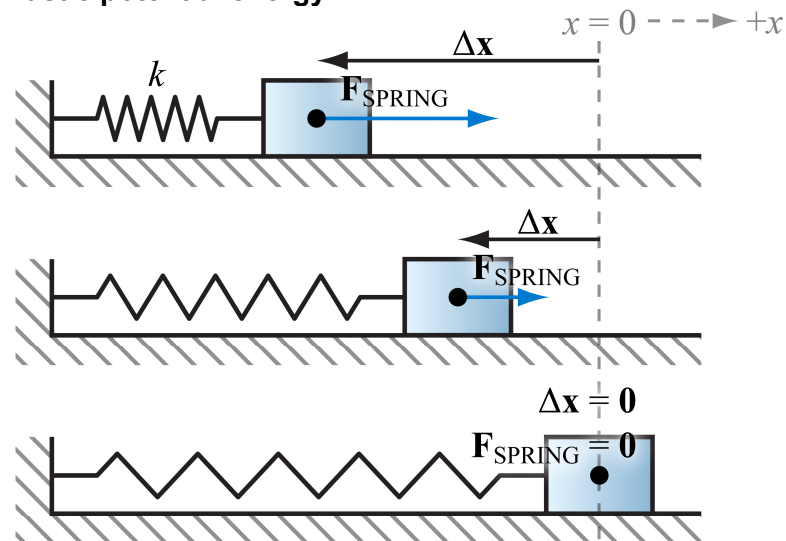 x = 0 +x
Δx
k
F_SPRING
Δx
F_SPRING
Δx = 0
F_SPRING = 0